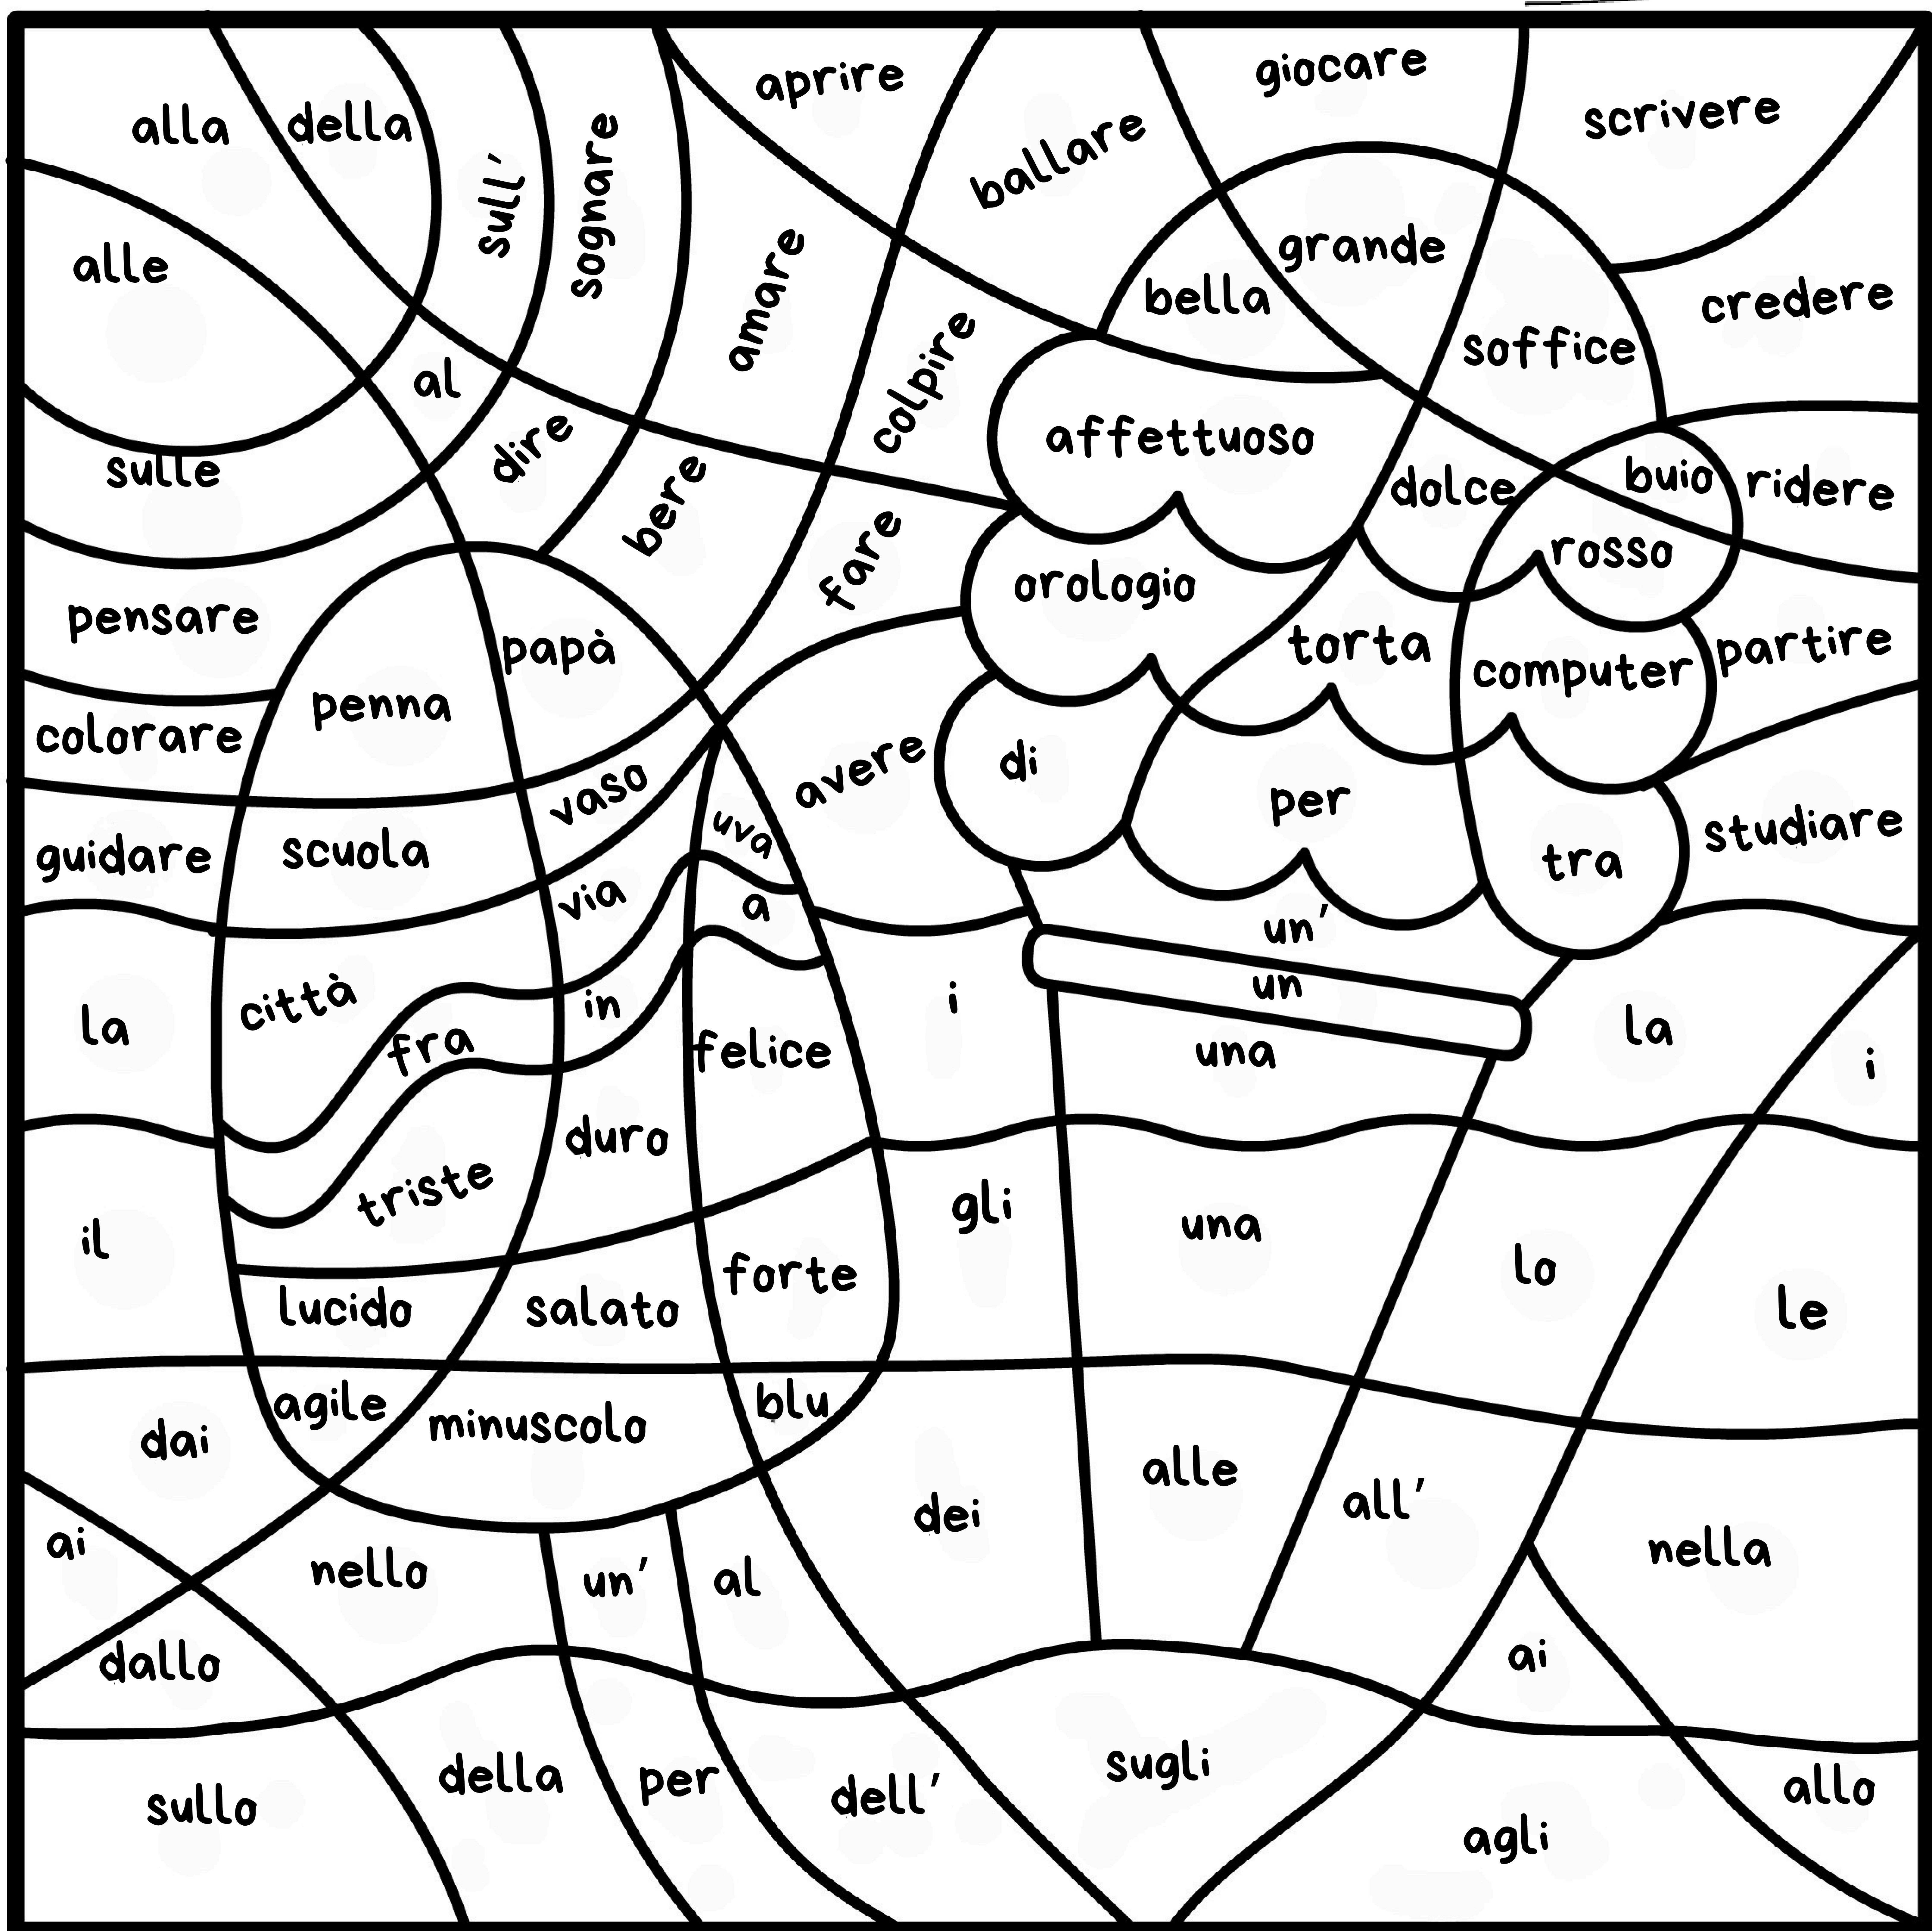 aprire
giocare
scrivere
alla
della
ballare
sull'
sognare
alle
amare
grande
bella
credere
colpire
soffice
al
affettuoso
dire
sulle
bere
dolce
buio
ridere
fare
rosso
orologio
pensare
papà
torta
computer
partire
penna
colorare
vaso
avere
di
per
uva
guidare
scuola
tra
studiare
via
a
un'
città
in
i
un
la
fra
felice
una
la
i
duro
triste
gli
una
il
forte
lo
lucido
salato
le
agile
blu
dai
minuscolo
alle
dei
all'
ai
nello
un'
al
nella
dallo
ai
sullo
della
per
dell'
sugli
allo
agli